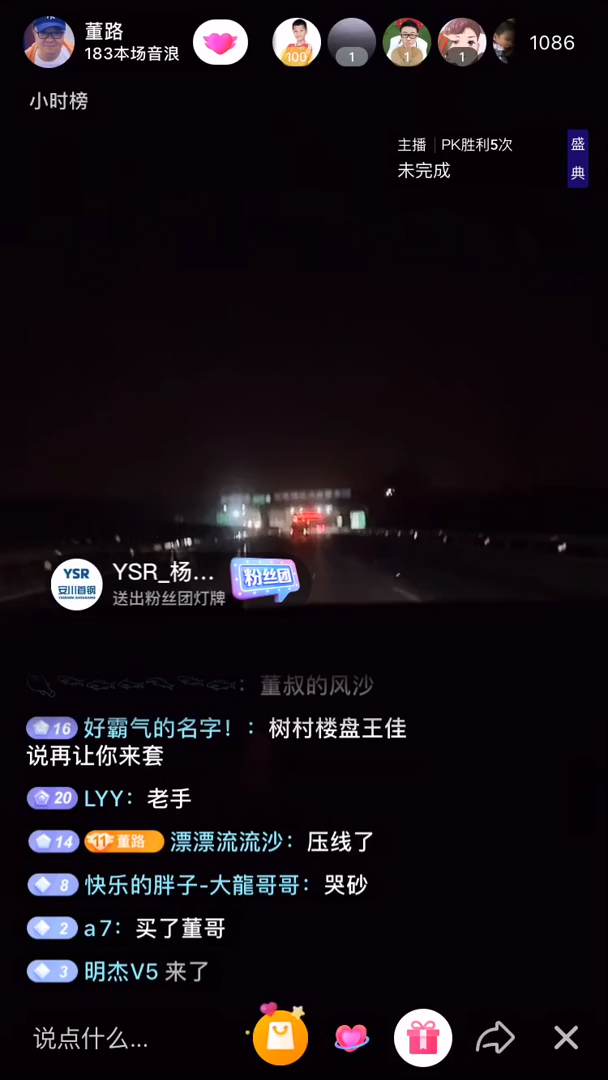 董路
183本场音浪
100
1
1
1
1086
小时榜
主播 PK胜利5次
未完成
盛典
YSR
安川首钢
YSR_杨...
送出粉丝团灯牌
粉丝团
：董叔的风沙
16 好霸气的名字！：树村楼盘王佳
说再让你来套
20 LYY：老手
14 11 董路 漂漂流流沙：压线了
8 快乐的胖子-大龍哥哥：哭砂
2 a7：买了董哥
3 明杰V5 来了
说点什么...